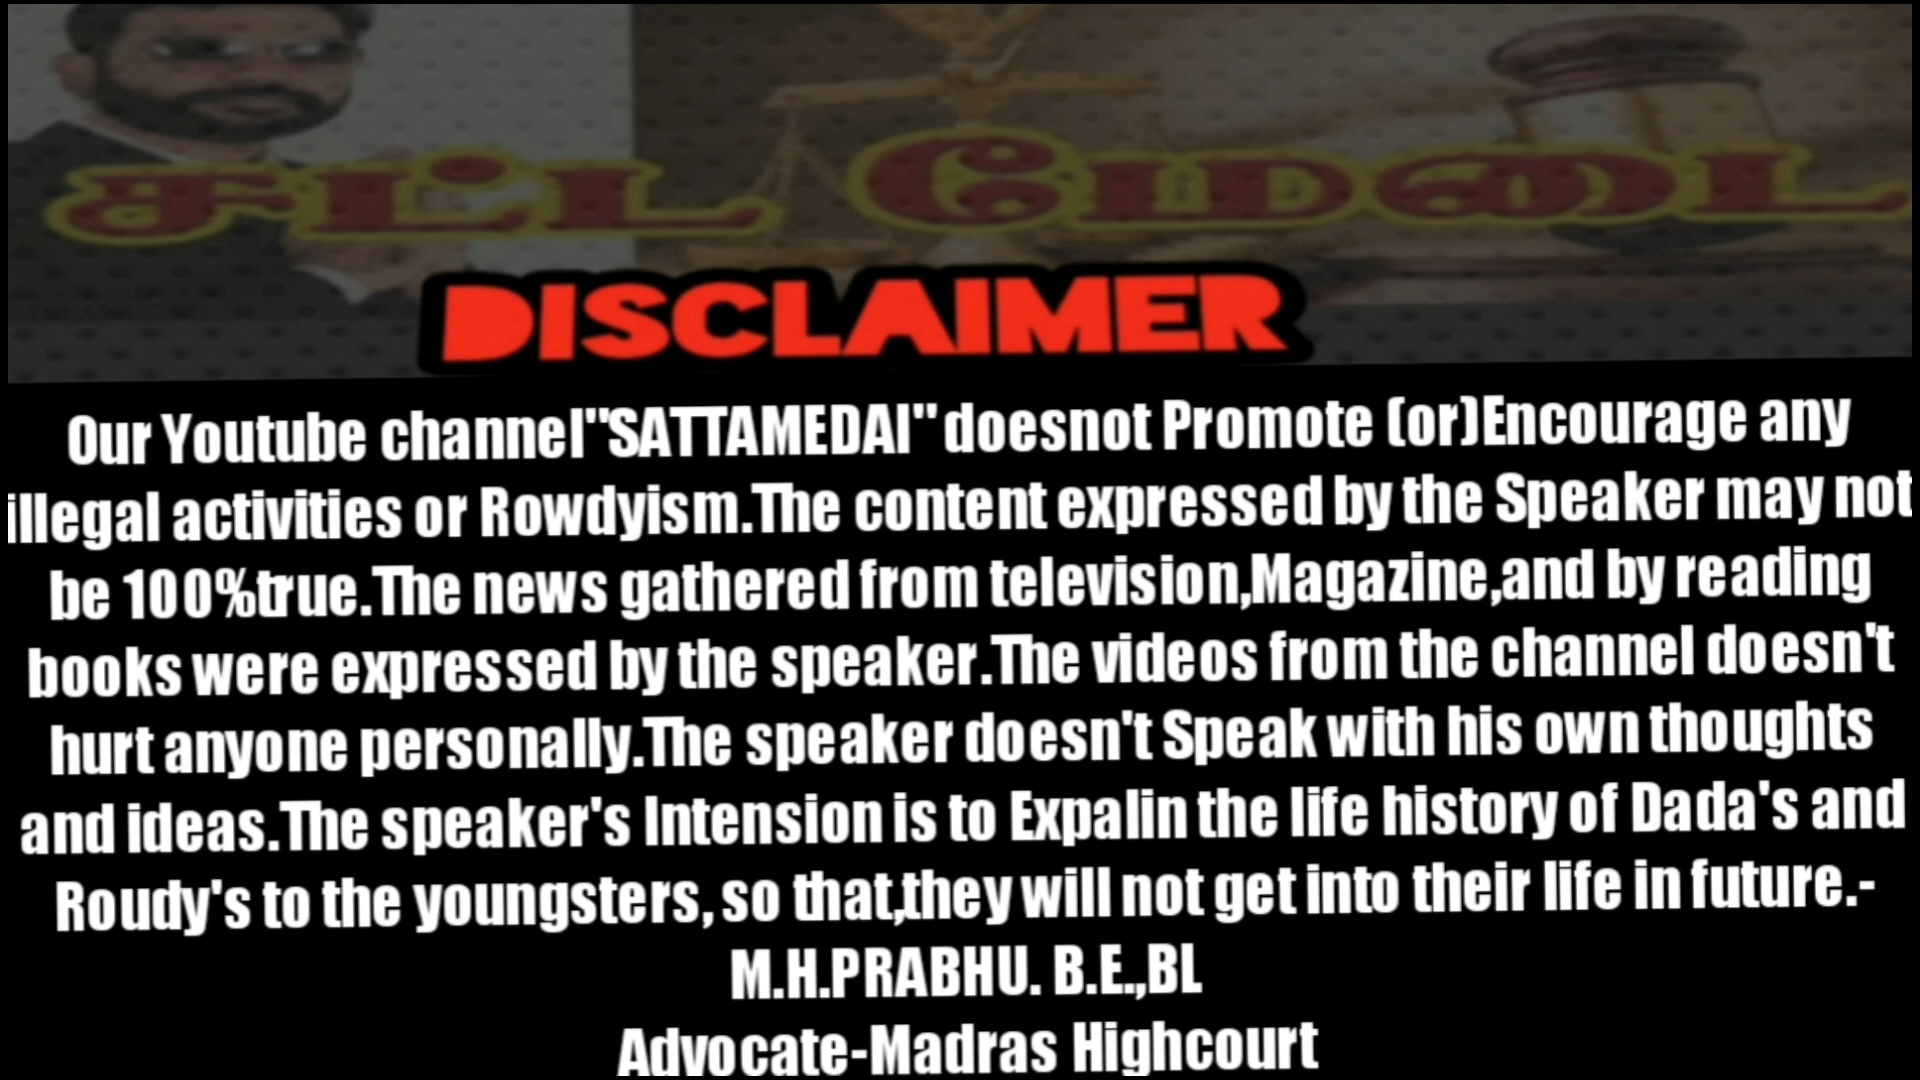 சட்ட மேடை
DISCLAIMER
Our Youtube channel"SATTAMEDAI" doesnot Promote (or)Encourage any
illegal activities or Rowdyism.The content expressed by the Speaker may not
be 100%true.The news gathered from television,Magazine,and by reading
books were expressed by the speaker.The videos from the channel doesn't
hurt anyone personally.The speaker doesn't Speak with his own thoughts
and ideas.The speaker's Intension is to Expalin the life history of Dada's and
Roudy's to the youngsters, so that,they will not get into their life in future.-
M.H.PRABHU. B.E.,BL
Advocate-Madras Highcourt